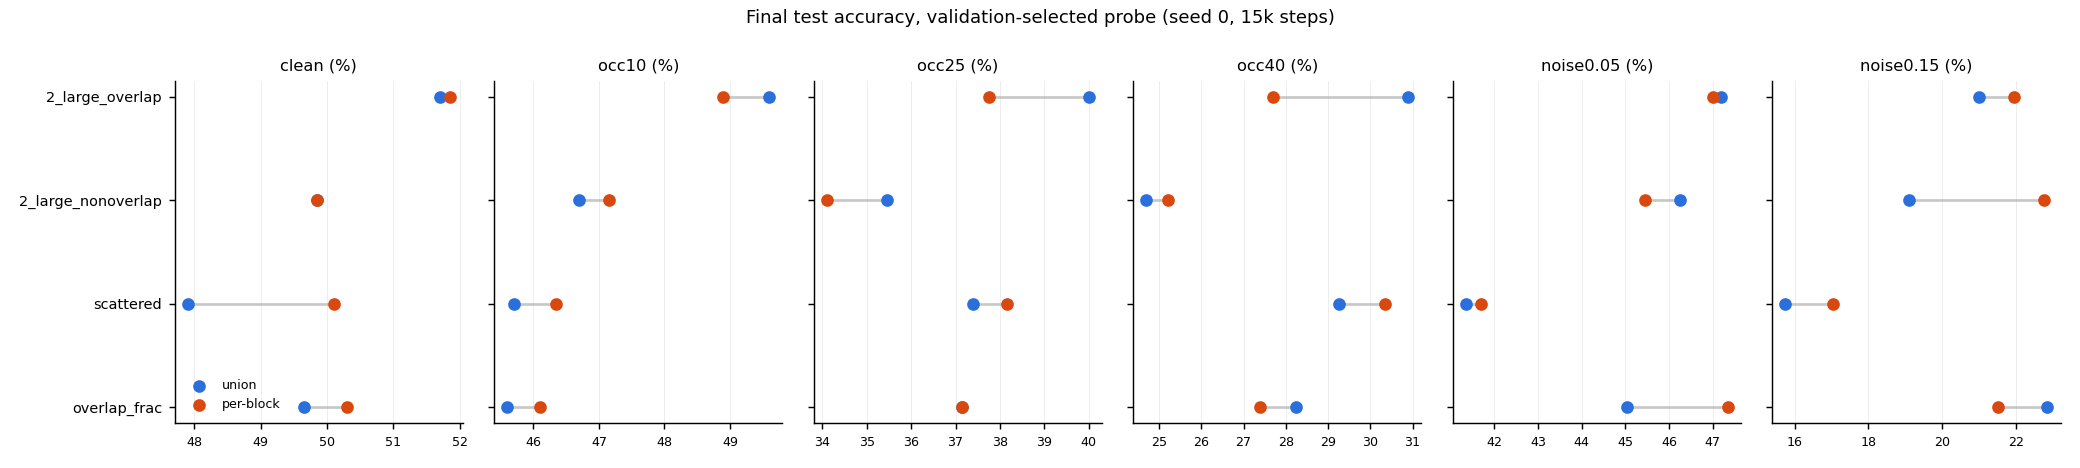 Final test accuracy, validation-selected probe (seed 0, 15k steps)
clean (%)
occ10 (%)
occ25 (%)
occ40 (%)
noise0.05 (%)
noise0.15 (%)
2_large_overlap
2_large_nonoverlap
scattered
overlap_frac
union
per-block
48 49 50 51 52
46 47 48 49
34 35 36 37 38 39 40
25 26 27 28 29 30 31
42 43 44 45 46 47
16 18 20 22